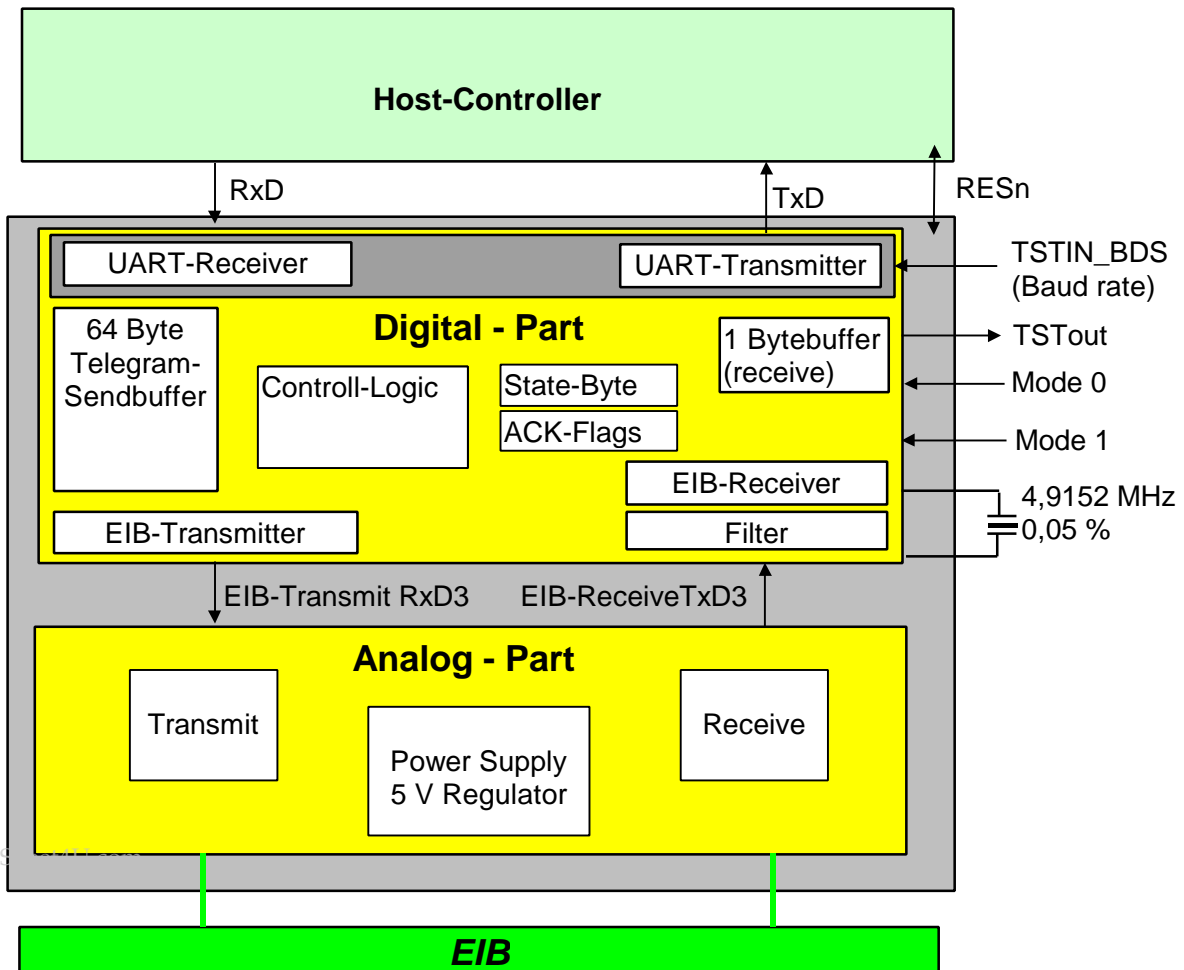 Host-Controller
RxD
TxD
RESn
UART-Receiver
UART-Transmitter
TSTIN_BDS
(Baud rate)
64 Byte
Telegram-
Sendbuffer
Digital - Part
1 Bytebuffer
(receive)
TSTout
Controll-Logic
State-Byte
Mode 0
ACK-Flags
Mode 1
EIB-Receiver
4,9152 MHz
0,05 %
EIB-Transmitter
Filter
EIB-Transmit RxD3
EIB-ReceiveTxD3
Analog - Part
Transmit
Receive
Power Supply
5 V Regulator
EIB